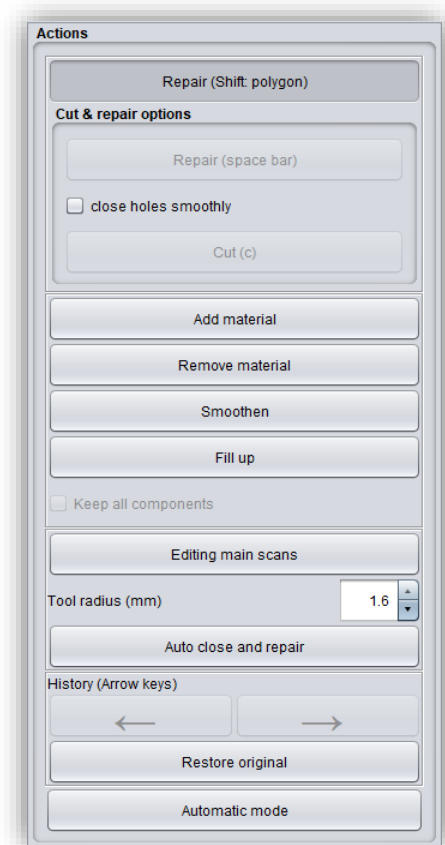 Actions
Repair (Shift: polygon)
Cut & repair options
Repair (space bar)
close holes smoothly
Cut (c)
Add material
Remove material
Smoothen
Fill up
Keep all components
Editing main scans
Tool radius (mm) 1.6
Auto close and repair
History (Arrow keys)
← →
Restore original
Automatic mode